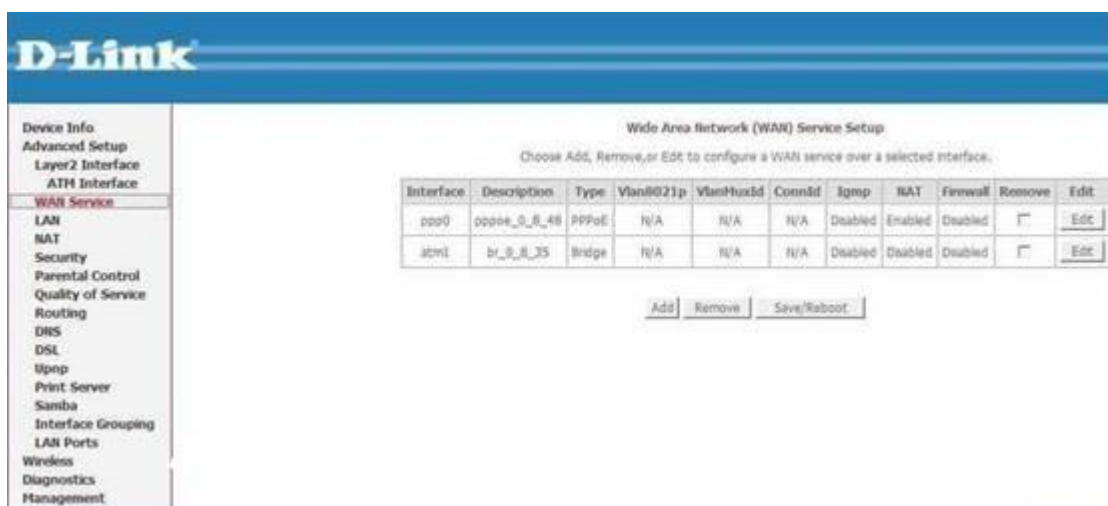 D-Link
Device Info
Advanced Setup
Layer2 Interface
ATM Interface
WAN Service
LAN
NAT
Security
Parental Control
Quality of Service
Routing
DNS
DSL
Upnp
Print Server
Samba
Interface Grouping
LAN Ports
Wireless
Diagnostics
Management
Wide Area Network (WAN) Service Setup
Choose Add, Remove,or Edit to configure a WAN service over a selected interface.
Interface Description Type Vlan8021p VlanMuxId ConnId Igmp NAT Firewall Remove Edit
ppp0 pppoe_0_8_48 PPPoE N/A N/A N/A Disabled Enabled Disabled Edit
atm1 br_0_8_35 Bridge N/A N/A N/A Disabled Disabled Disabled Edit
Add Remove Save/Reboot